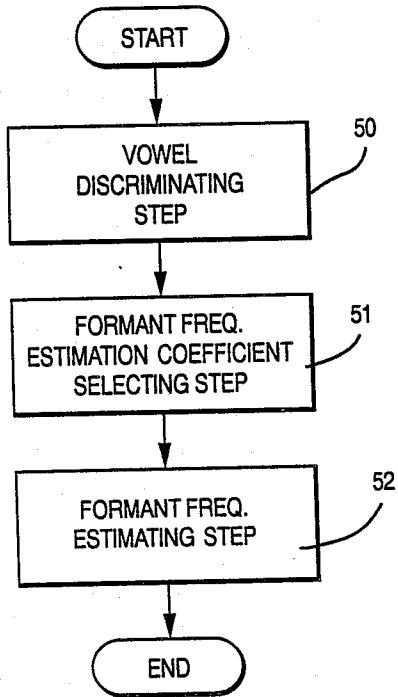 START
VOWEL
DISCRIMINATING
STEP
50
FORMANT FREQ.
ESTIMATION COEFFICIENT
SELECTING STEP
51
FORMANT FREQ.
ESTIMATING STEP
52
END